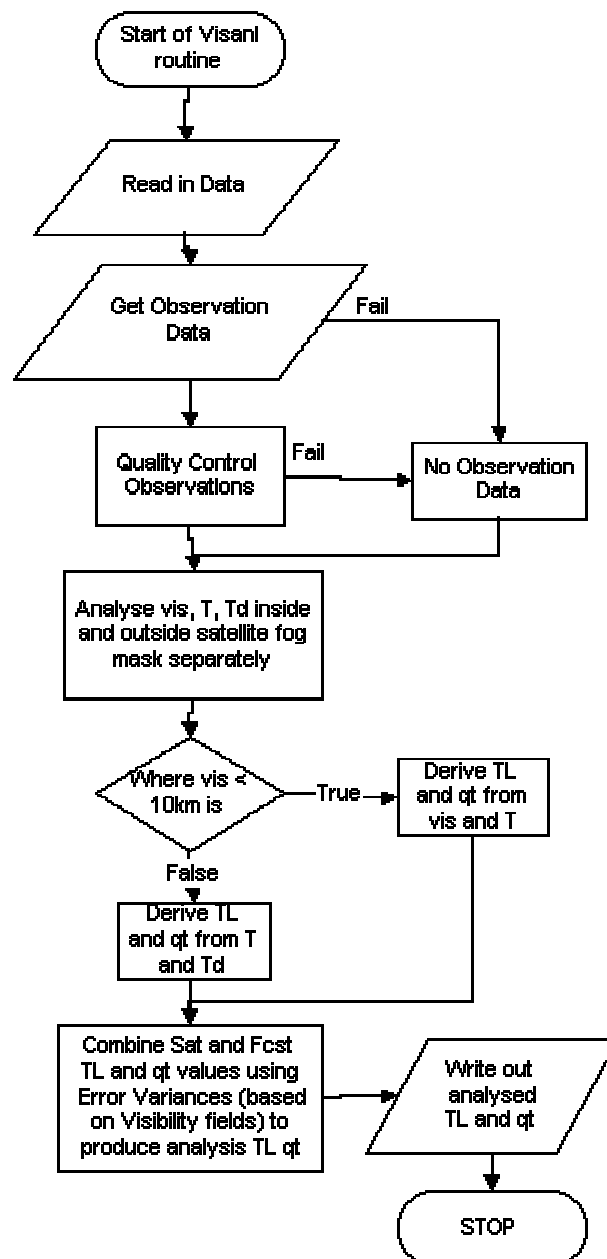 Start of Visanl
routine
Read in Data
Get Observation
Data
Fail
Quality Control
Observations
Fail
No Observation
Data
Analyse vis, T, Td inside
and outside satellite fog
mask separately
Where vis <
10km is
True
Derive TL
and qt from
vis and T
False
Derive TL
and qt from T
and Td
Combine Sat and Fcst
TL and qt values using
Error Variances (based
on Visibility fields) to
produce analysis TL qt
Write out
analysed
TL and qt
STOP